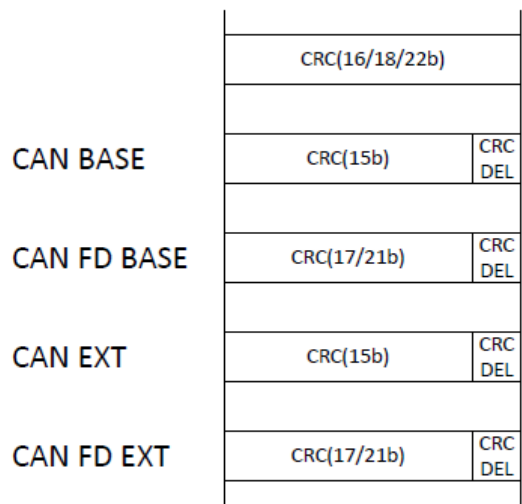 CRC(16/18/22b)
CAN BASE CRC(15b) CRC DEL
CAN FD BASE CRC(17/21b) CRC DEL
CAN EXT CRC(15b) CRC DEL
CAN FD EXT CRC(17/21b) CRC DEL